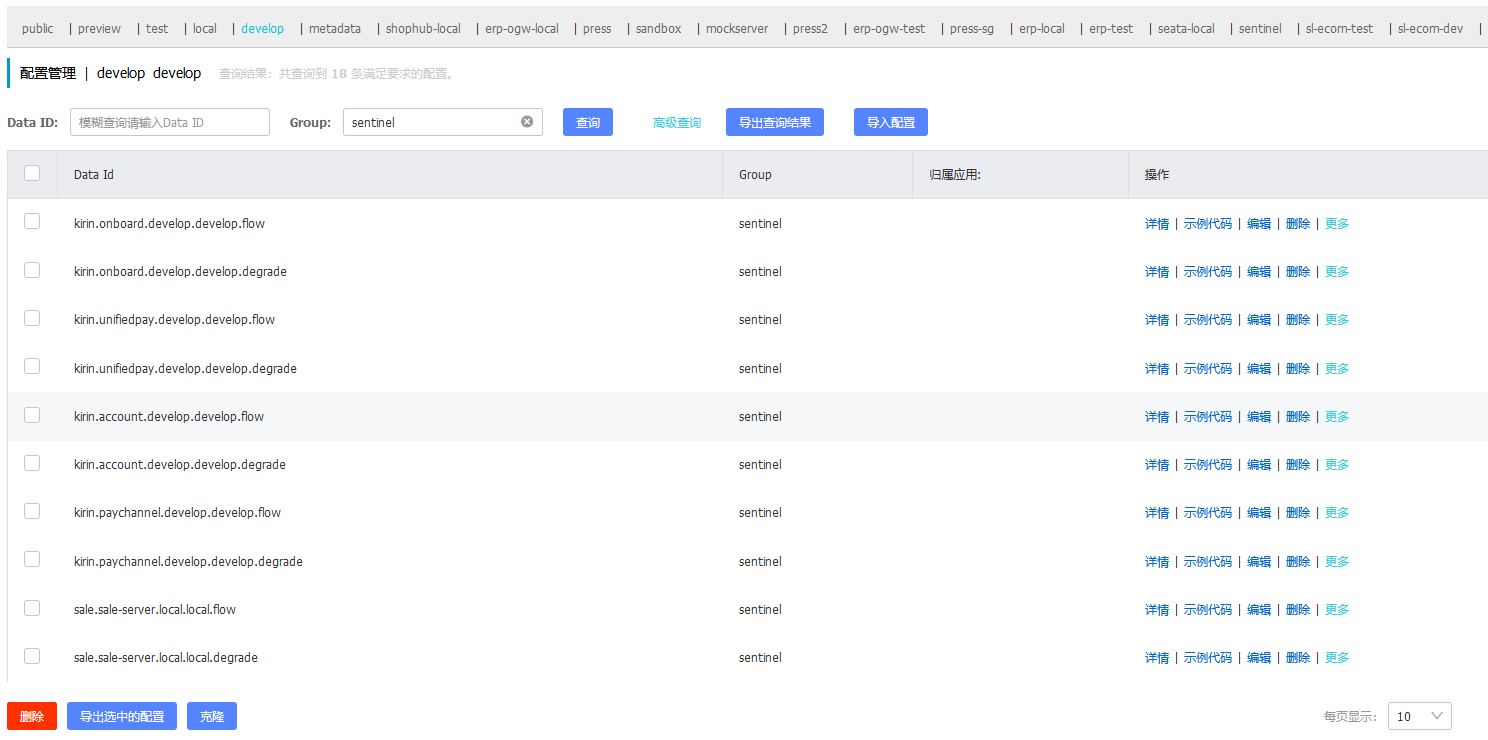 public | preview | test | local | develop | metadata | shophub-local | erp-ogw-local | press | sandbox | mockserver | press2 | erp-ogw-test | press-sg | erp-local | erp-test | seata-local | sentinel | sl-ecom-test | sl-ecom-dev |
配置管理 | develop develop 查询结果：共查询到 18 条满足要求的配置。
Data ID: 模糊查询请输入Data ID Group: sentinel 查询 高级查询 导出查询结果 导入配置
Data Id Group 归属应用: 操作
kirin.onboard.develop.develop.flow sentinel 详情 | 示例代码 | 编辑 | 删除 | 更多
kirin.onboard.develop.develop.degrade sentinel 详情 | 示例代码 | 编辑 | 删除 | 更多
kirin.unifiedpay.develop.develop.flow sentinel 详情 | 示例代码 | 编辑 | 删除 | 更多
kirin.unifiedpay.develop.develop.degrade sentinel 详情 | 示例代码 | 编辑 | 删除 | 更多
kirin.account.develop.develop.flow sentinel 详情 | 示例代码 | 编辑 | 删除 | 更多
kirin.account.develop.develop.degrade sentinel 详情 | 示例代码 | 编辑 | 删除 | 更多
kirin.paychannel.develop.develop.flow sentinel 详情 | 示例代码 | 编辑 | 删除 | 更多
kirin.paychannel.develop.develop.degrade sentinel 详情 | 示例代码 | 编辑 | 删除 | 更多
sale.sale-server.local.local.flow sentinel 详情 | 示例代码 | 编辑 | 删除 | 更多
sale.sale-server.local.local.degrade sentinel 详情 | 示例代码 | 编辑 | 删除 | 更多
删除 导出选中的配置 克隆 每页显示: 10